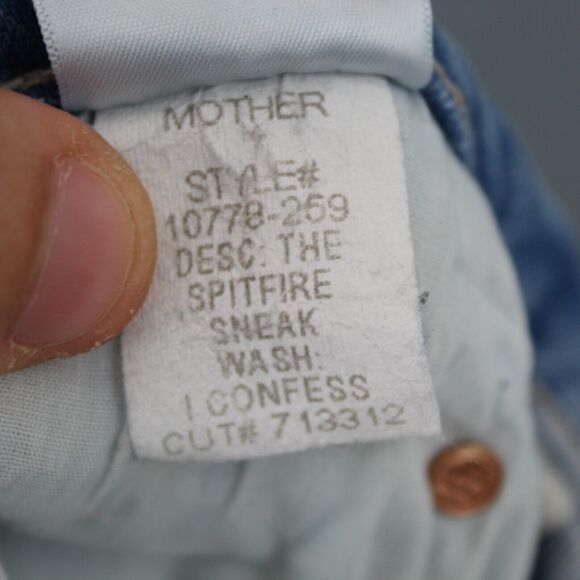 MOTHER
STYLE#
10778-259
DESC: THE
SPITFIRE
SNEAK
WASH:
I CONFESS
CUT# 713312